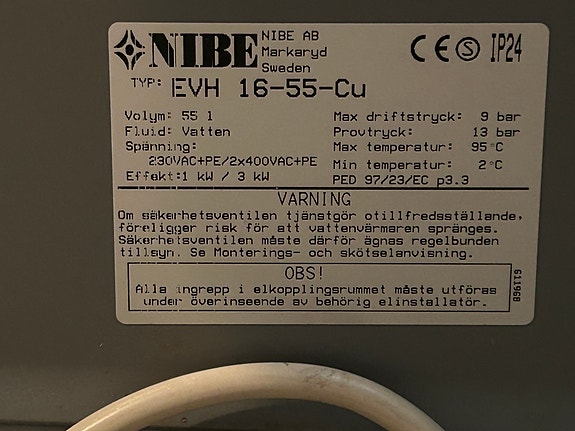 NIBE NIBE AB
Markaryd
Sweden
CE S IP24
TYP: EVH 16-55-Cu
Volym: 55 l
Fluid: Vatten
Spänning:
230VAC+PE/2x400VAC+PE
Effekt:1 kW / 3 kW
Max driftstryck: 9 bar
Provtryck: 13 bar
Max temperatur: 95°C
Min temperatur: 2°C
PED 97/23/EC p3.3
VARNING
Om säkerhetsventilen tjänstgör otillfredsställande,
föreligger risk för att vattenvärmaren spränges.
Säkerhetsventilen måste därför ägnas regelbunden
tillsyn. Se Monterings- och skötselanvisning.
OBS!
Alla ingrepp i elkopplingsrummet måste utföras
under överinseende av behörig elinstallatör.
611968